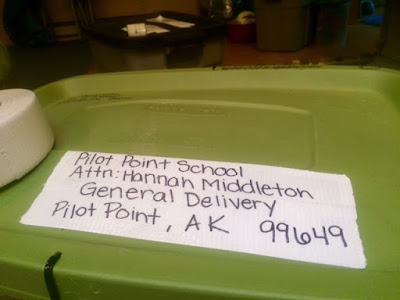 Pilot Point School
Attn: Hannah Middleton
General Delivery
Pilot Point, AK 99649